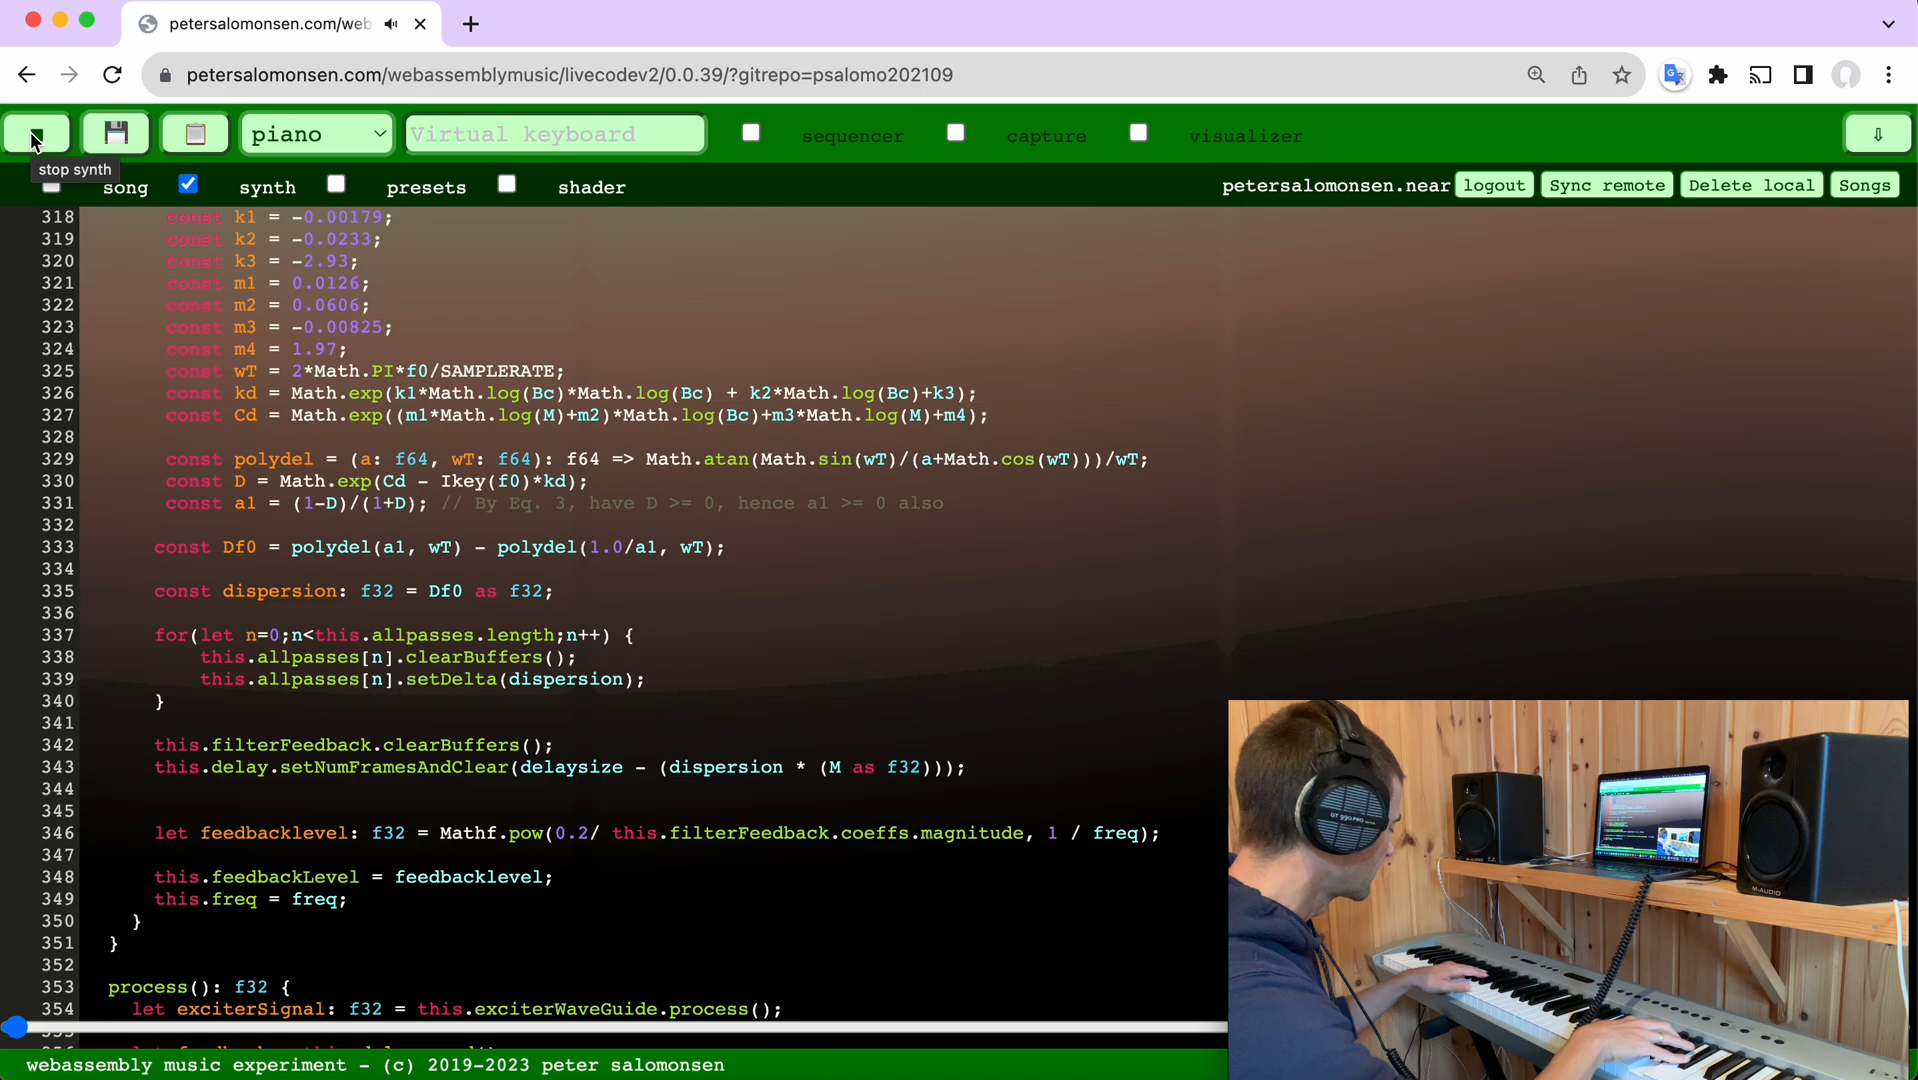 petersalomonsen.com/web
petersalomonsen.com/webassemblymusic/livecodev2/0.0.39/?gitrepo=psalomo202109
piano
Virtual keyboard
sequencer
capture
visualizer
stop synth
song
synth
presets
shader
petersalomonsen.near
logout
Sync remote
Delete local
Songs
318 const k1 = -0.00179;
319 const k2 = -0.0233;
320 const k3 = -2.93;
321 const m1 = 0.0126;
322 const m2 = 0.0606;
323 const m3 = -0.00825;
324 const m4 = 1.97;
325 const wT = 2*Math.PI*f0/SAMPLERATE;
326 const kd = Math.exp(k1*Math.log(Bc)*Math.log(Bc) + k2*Math.log(Bc)+k3);
327 const Cd = Math.exp((m1*Math.log(M)+m2)*Math.log(Bc)+m3*Math.log(M)+m4);
328
329 const polydel = (a: f64, wT: f64): f64 => Math.atan(Math.sin(wT)/(a+Math.cos(wT)))/wT;
330 const D = Math.exp(Cd - Ikey(f0)*kd);
331 const a1 = (1-D)/(1+D); // By Eq. 3, have D >= 0, hence a1 >= 0 also
332
333 const Df0 = polydel(a1, wT) - polydel(1.0/a1, wT);
334
335 const dispersion: f32 = Df0 as f32;
336
337 for(let n=0;n<this.allpasses.length;n++) {
338 this.allpasses[n].clearBuffers();
339 this.allpasses[n].setDelta(dispersion);
340 }
341
342 this.filterFeedback.clearBuffers();
343 this.delay.setNumFramesAndClear(delaysize - (dispersion * (M as f32)));
344
345
346 let feedbacklevel: f32 = Mathf.pow(0.2/ this.filterFeedback.coeffs.magnitude, 1 / freq);
347
348 this.feedbackLevel = feedbacklevel;
349 this.freq = freq;
350 }
351 }
352
353 process(): f32 {
354 let exciterSignal: f32 = this.exciterWaveGuide.process();
webassembly music experiment - (c) 2019-2023 peter salomonsen
DT 990 PRO
M-AUDIO